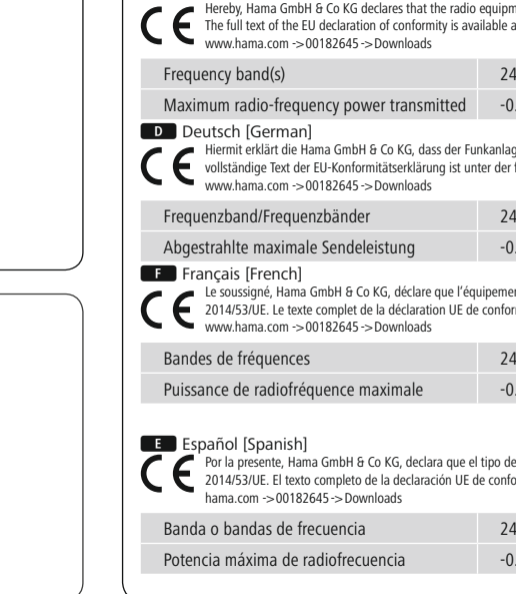 Hereby, Hama GmbH & Co KG declares that the radio
The full text of the EU declaration of conformity is available
www.hama.com ->00182645->Downloads
Frequency band(s) 24
Maximum radio-frequency power transmitted -0.
D Deutsch [German]
Hiermit erklärt die Hama GmbH & Co KG, dass der
vollständige Text der EU-Konformitätserklärung ist unter der
www.hama.com ->00182645->Downloads
Frequenzband/Frequenzbänder 24
Abgestrahlte maximale Sendeleistung -0.
F Français [French]
Le soussigné, Hama GmbH & Co KG, déclare que
2014/53/UE. Le texte complet de la déclaration UE de
www.hama.com ->00182645->Downloads
Bandes de fréquences 24
Puissance de radiofréquence maximale -0.
E Español [Spanish]
Por la presente, Hama GmbH & Co KG, declara que el tipo de
2014/53/UE. El texto completo de la declaración UE de
hama.com ->00182645->Downloads
Banda o bandas de frecuencia 24
Potencia máxima de radiofrecuencia -0.